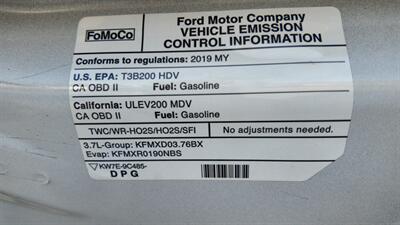 FoMoCo
Ford Motor Company
VEHICLE EMISSION
CONTROL INFORMATION
Conforms to regulations: 2019 MY
U.S. EPA: T3B200 HDV
CA OBD II Fuel: Gasoline
California: ULEV200 MDV
CA OBD II Fuel: Gasoline
TWC/WR-HO2S/HO2S/SFI No adjustments needed.
3.7L-Group: KFMXD03.76BX
Evap: KFMXR0190NBS
KW7E-9C485-
DPG